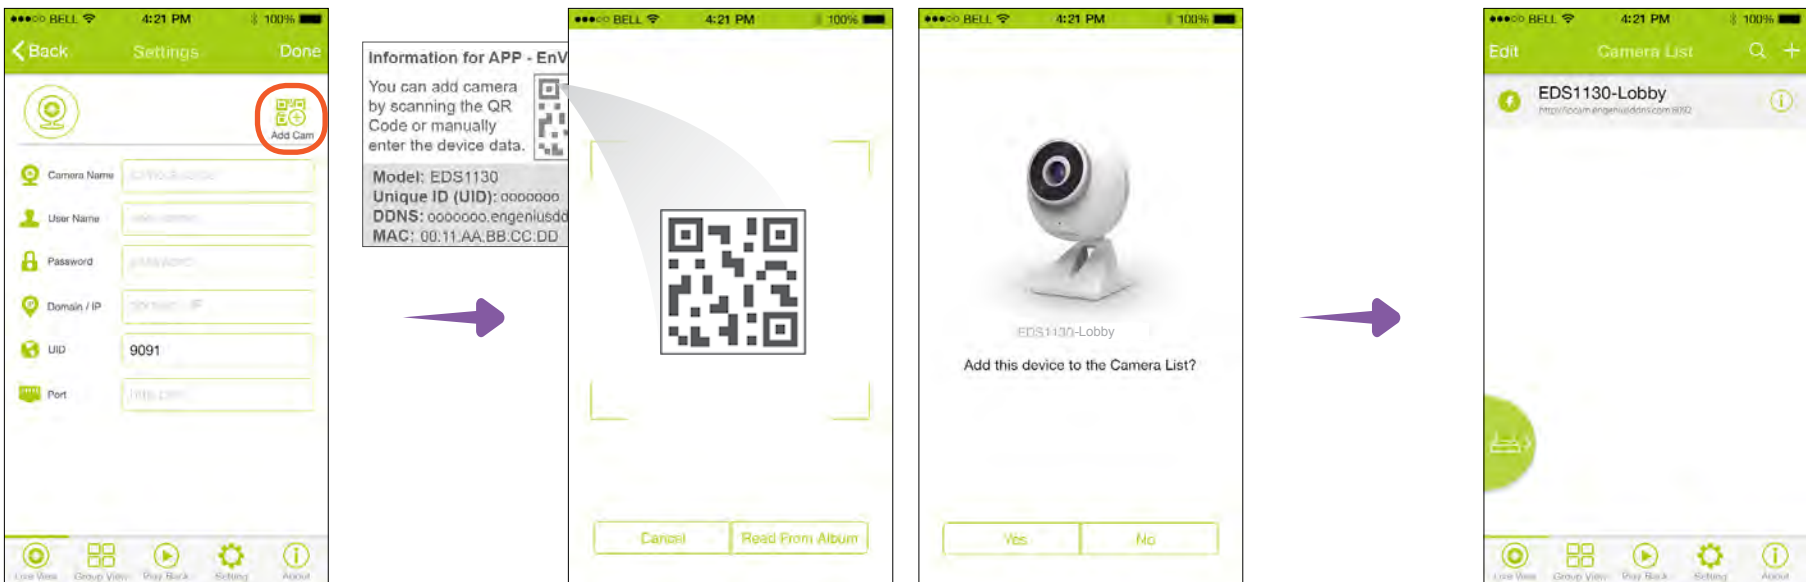 BELL 4:21 PM 100%
Back Settings Done
Add Cam
Camera Name
User Name
Password
Domain / IP
UID 9091
Port
Live View Group View Play Back Setting About
Information for APP - EnV
You can add camera
by scanning the QR
Code or manually
enter the device data.
Model: EDS1130
Unique ID (UID): ooooooo
DDNS: ooooooo.engeniusdd
MAC: 00:11:AA:BB:CC:DD
BELL 4:21 PM 100%
Cancel Read From Album
BELL 4:21 PM 100%
EDS1130-Lobby
Add this device to the Camera List?
Yes No
BELL 4:21 PM 100%
Edit Camera List
EDS1130-Lobby
Live View Group View Play Back Setting About